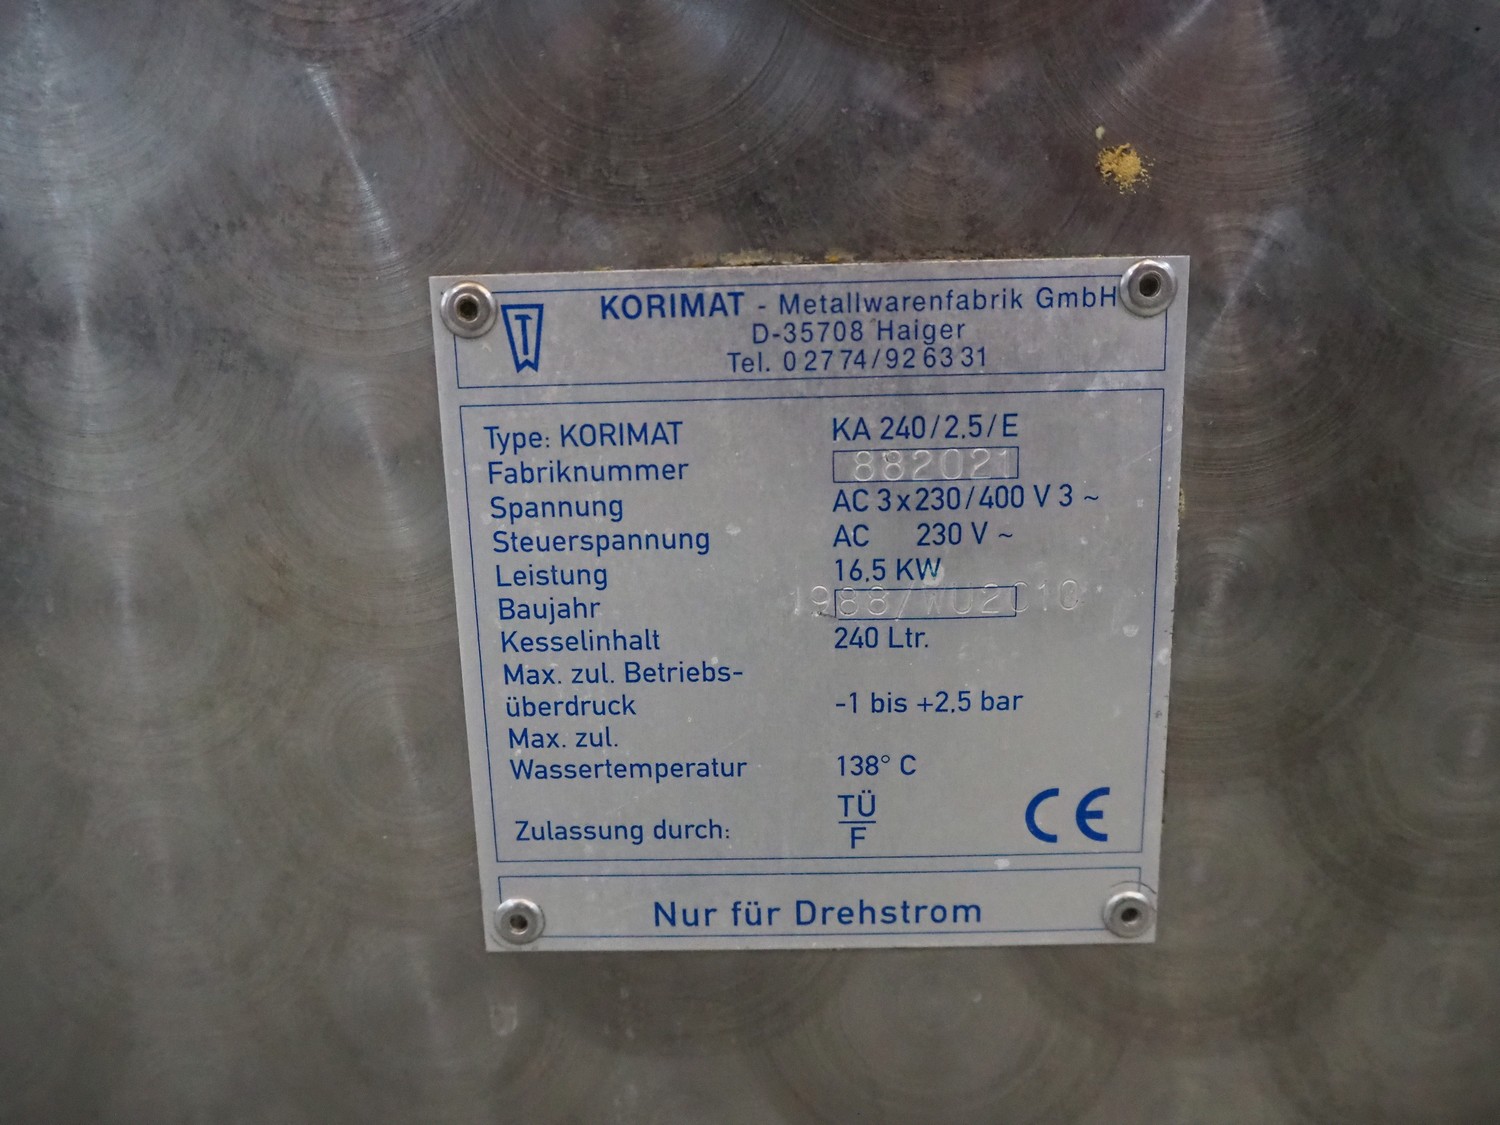 T
KORIMAT - Metallwarenfabrik GmbH
D-35708 Haiger
Tel. 0 27 74/92 63 31
Type: KORIMAT KA 240/2.5/E
Fabriknummer 882021
Spannung AC 3x230/400 V 3 ~
Steuerspannung AC 230 V ~
Leistung 16.5 KW
Baujahr 1988/WU2010
Kesselinhalt 240 Ltr.
Max. zul. Betriebs-
überdruck -1 bis +2.5 bar
Max. zul.
Wassertemperatur 138° C
Zulassung durch: TÜ
F
CE
Nur für Drehstrom